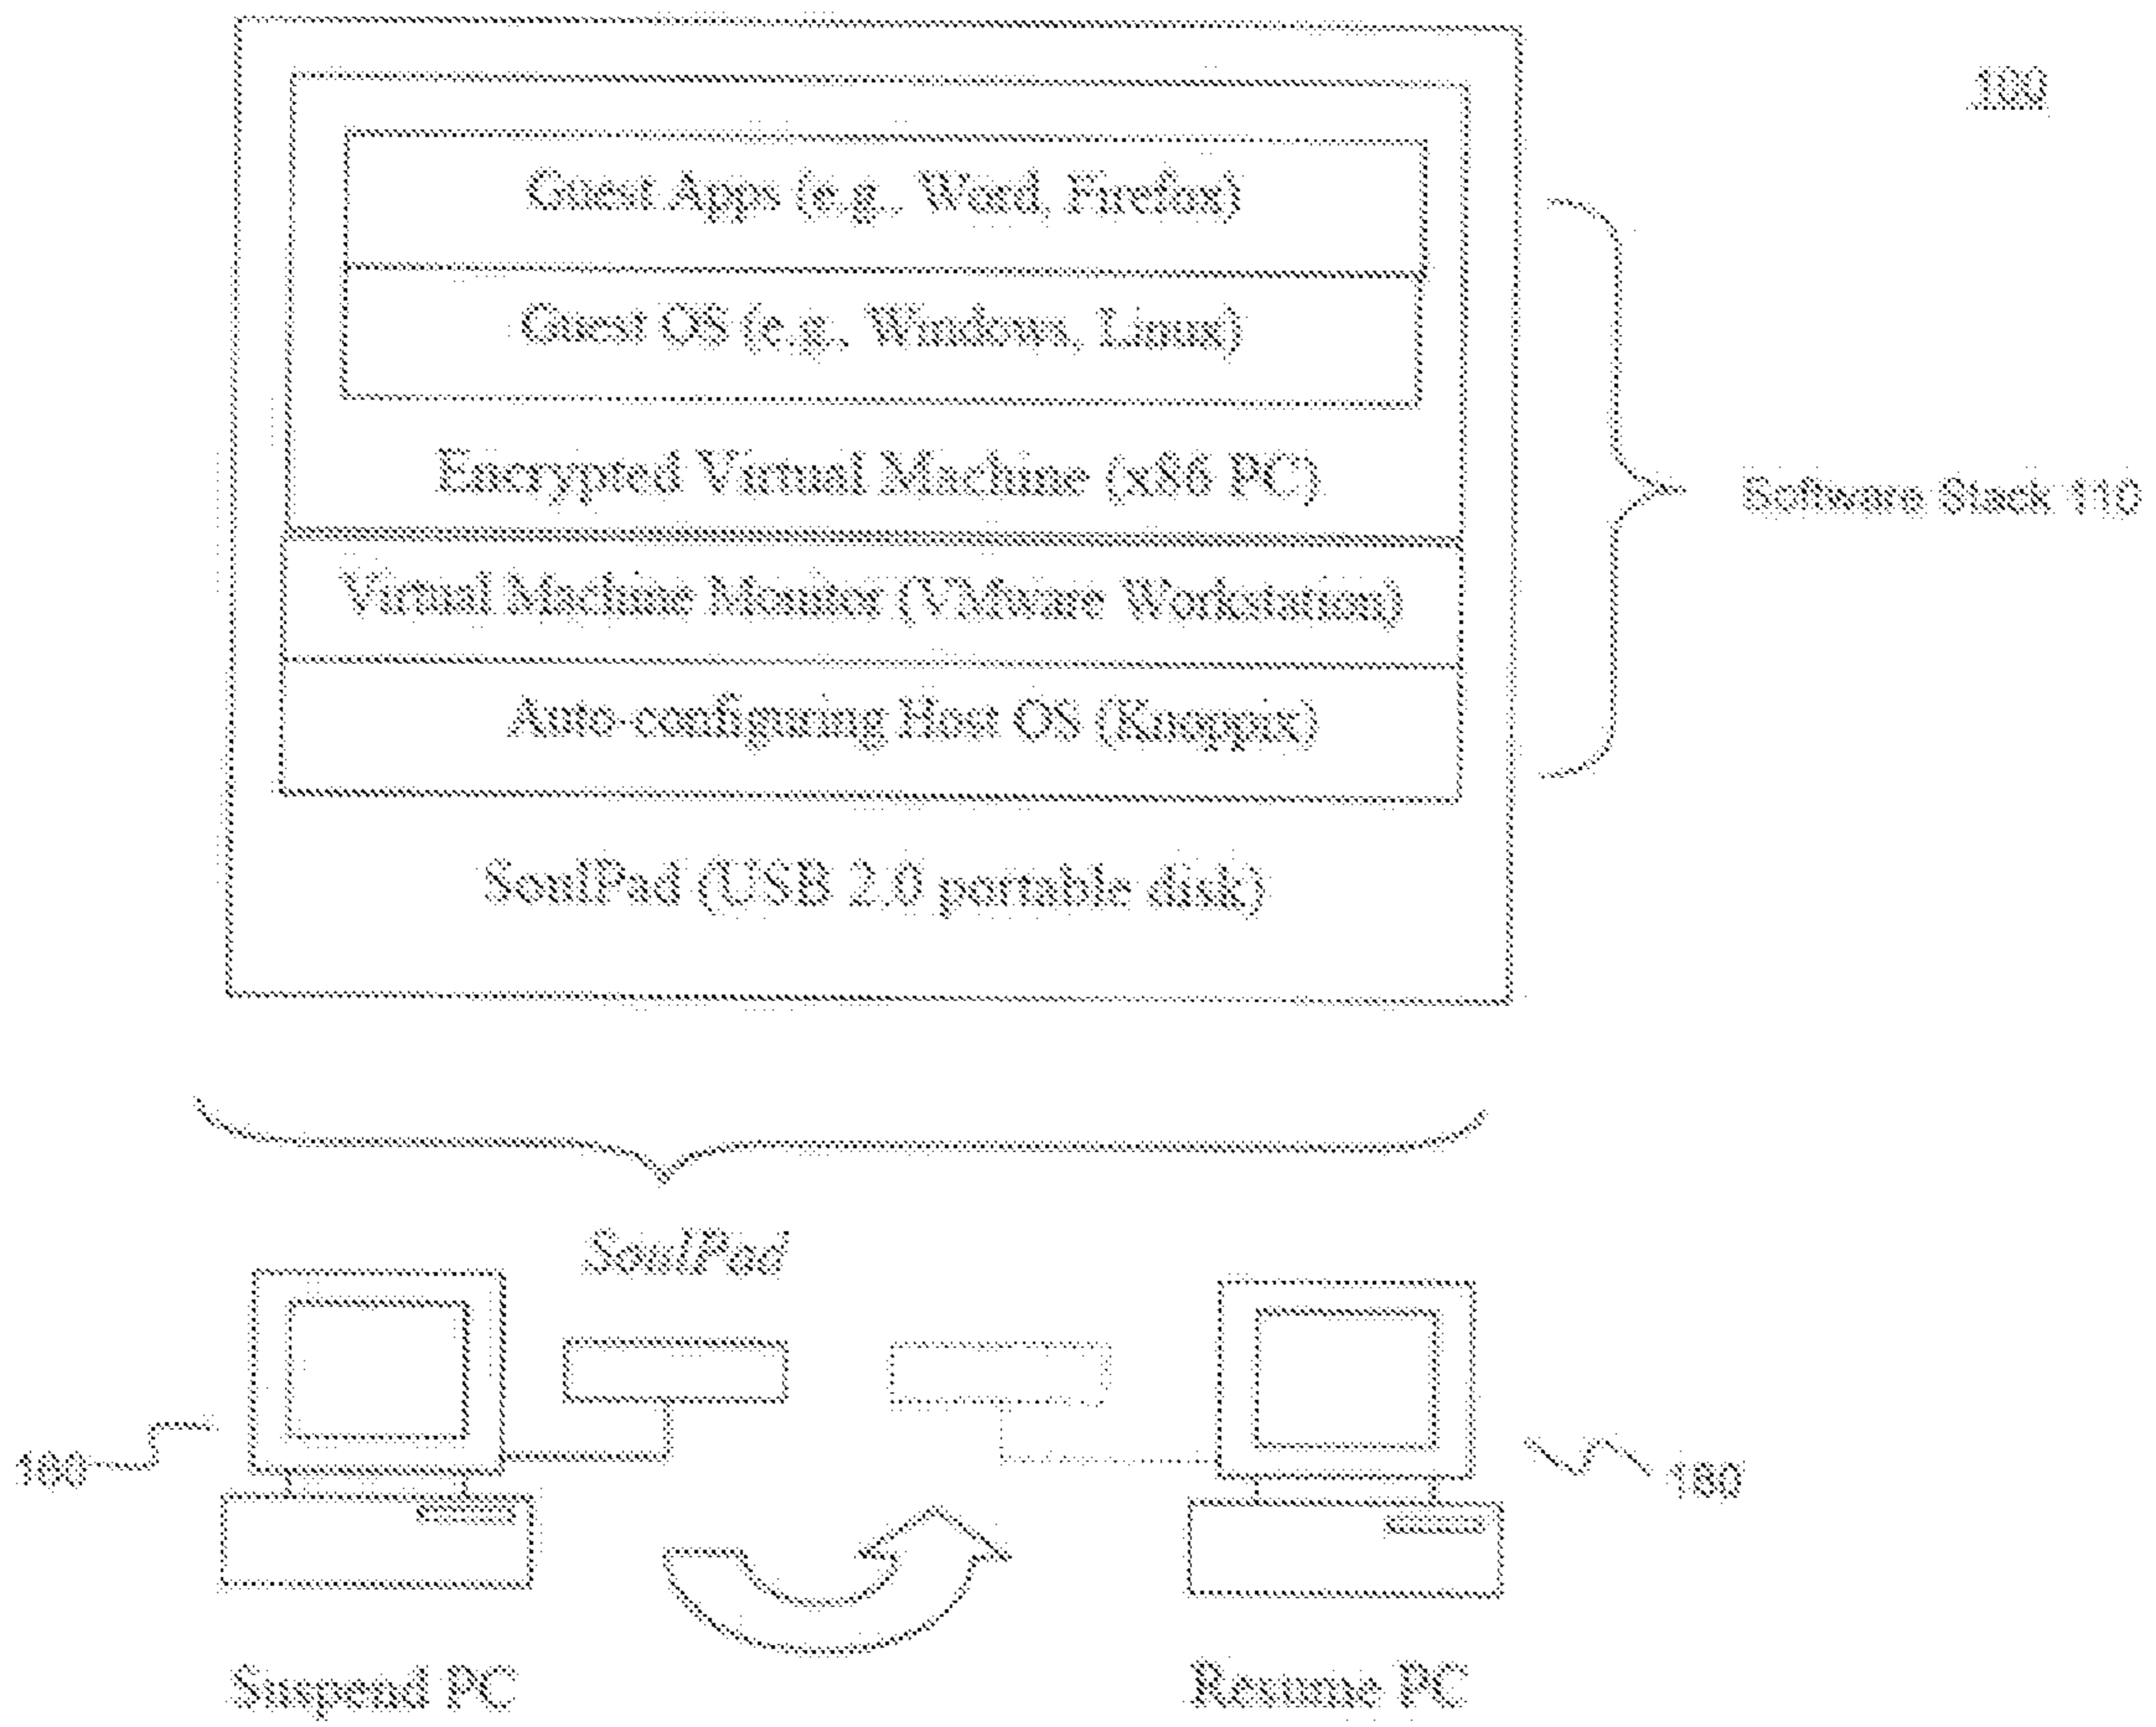 100
Guest Apps (e.g., Word, Firefox)
Guest OS (e.g., Windows, Linux)
Encrypted Virtual Machine (x86 PC)
Software Stack 110
Virtual Machine Monitor (VMware Workstation)
Auto-configuring Host OS (Knoppix)
SoulPad (USB 2.0 portable disk)
SoulPad
180
Suspend PC
Resume PC